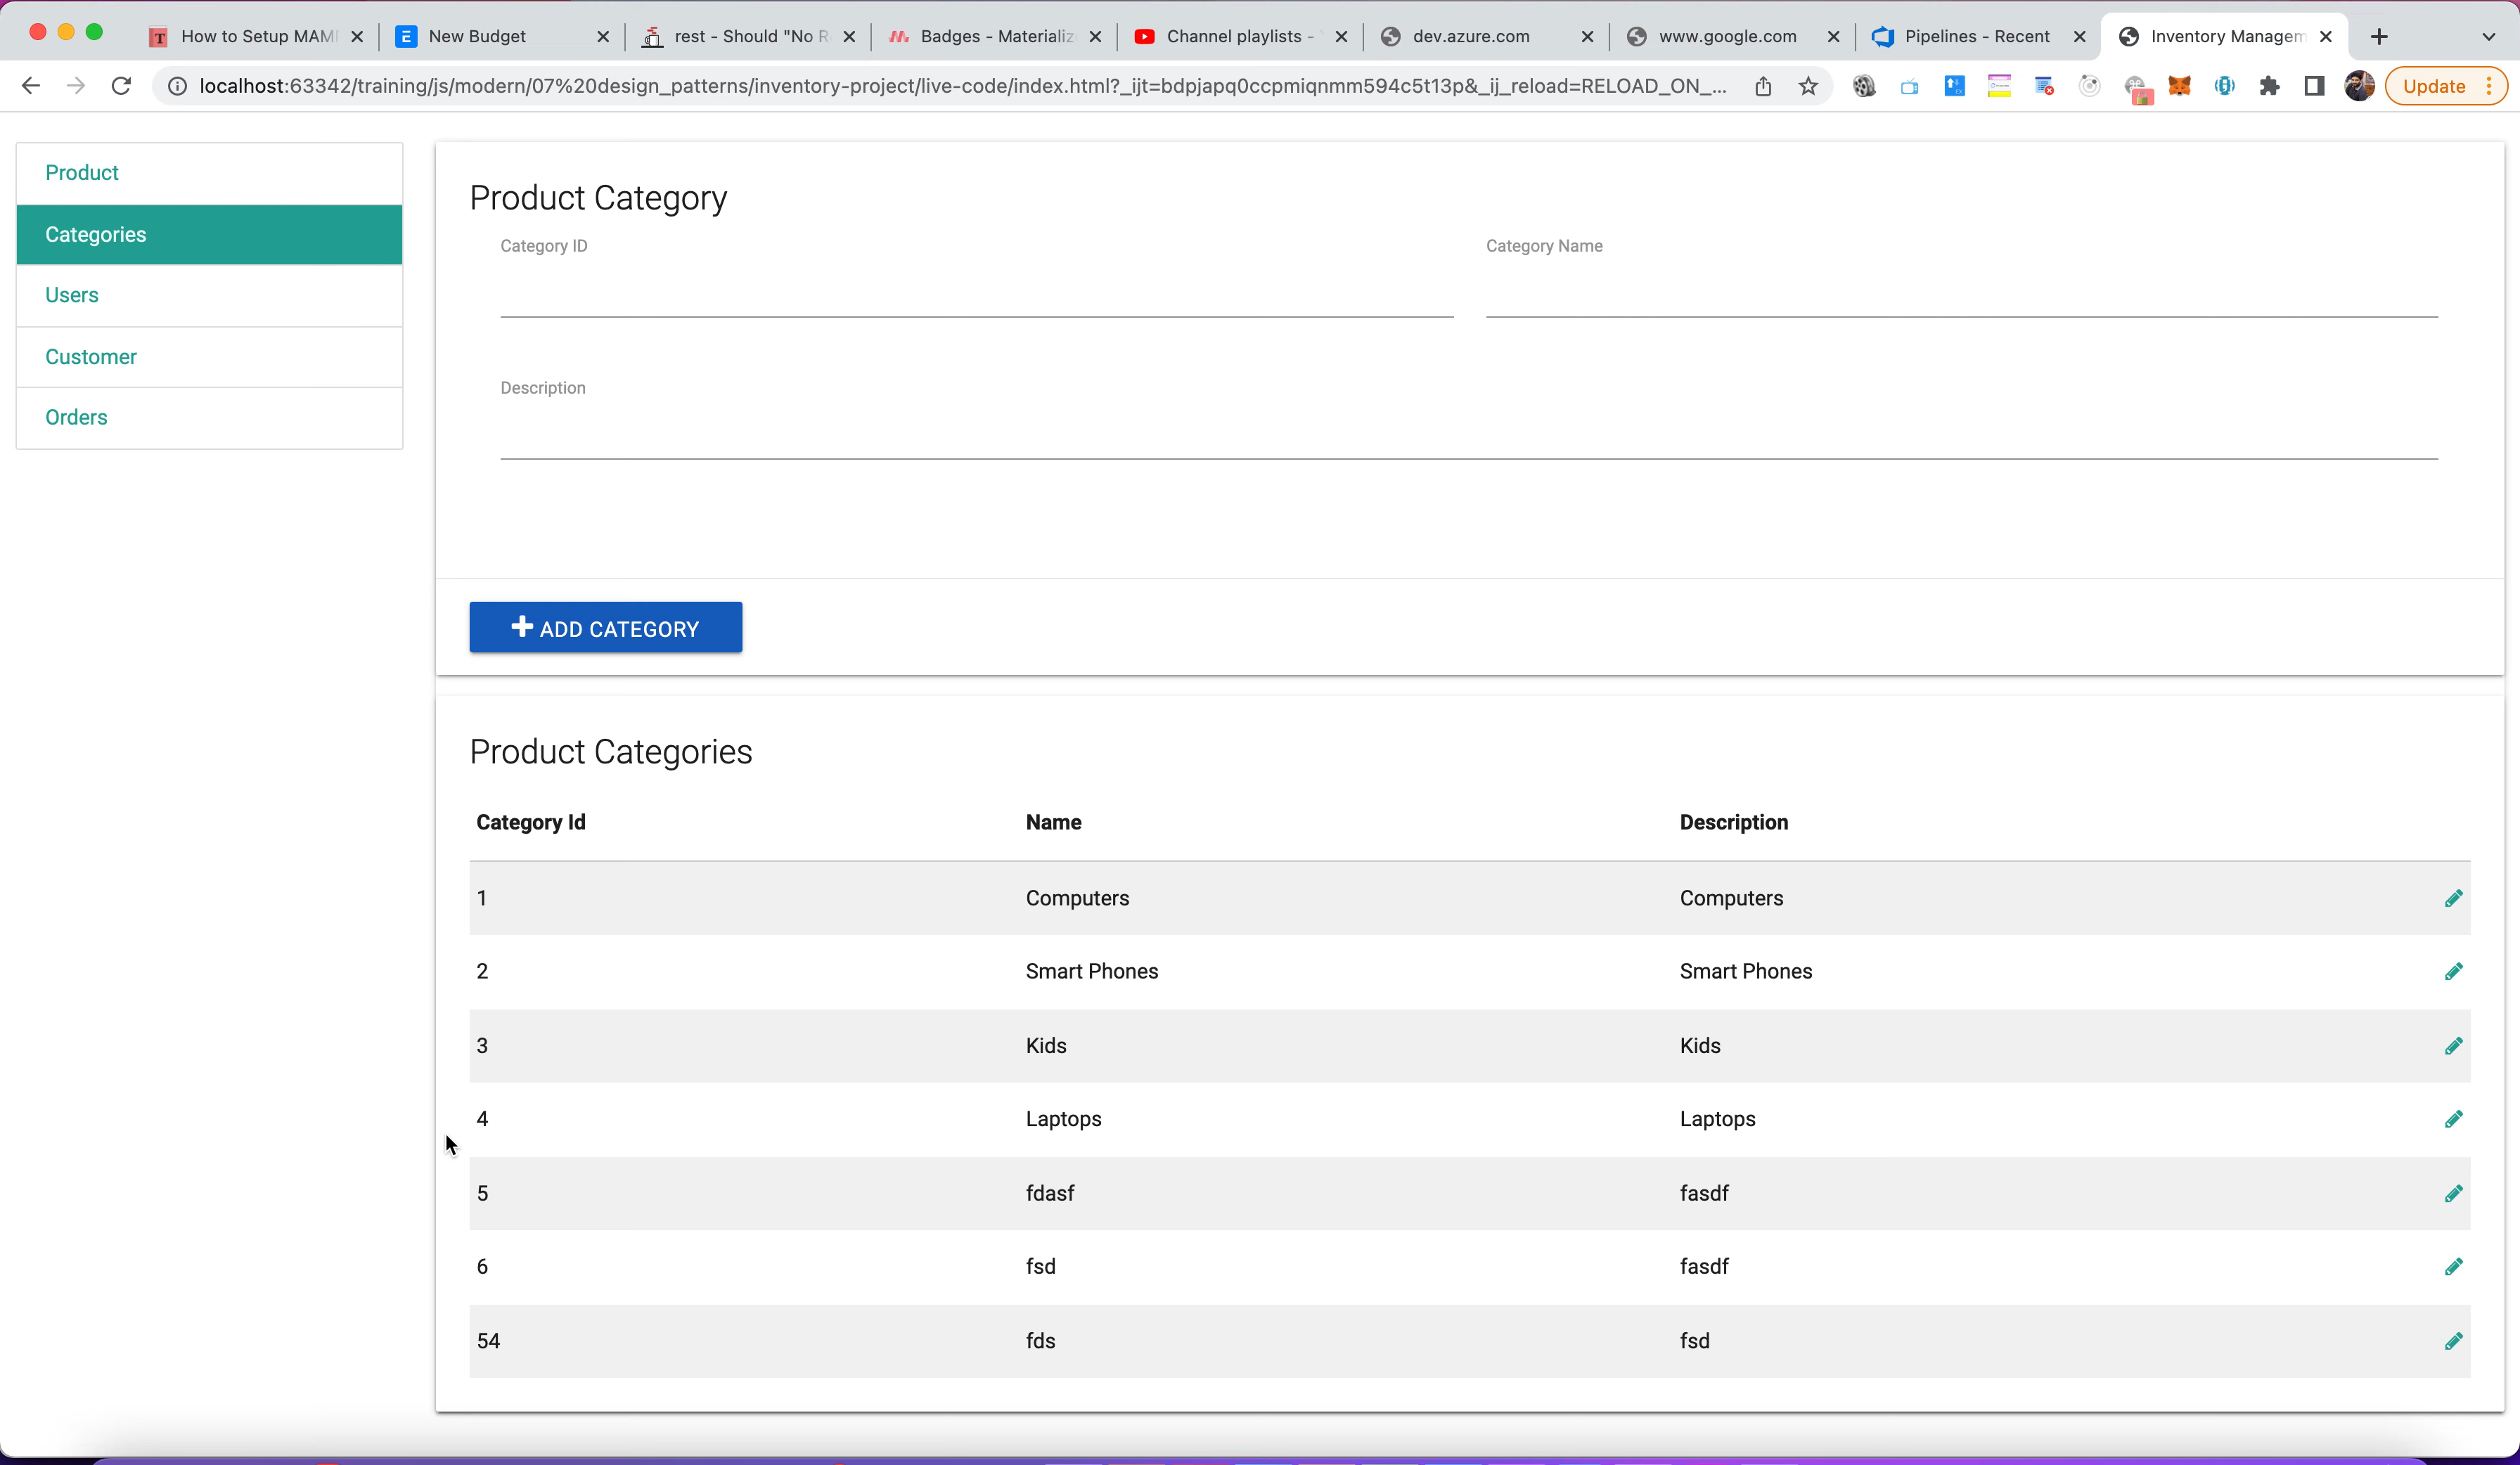 How to Setup MAM
New Budget
rest - Should "No R
Badges - Materializ
Channel playlists -
dev.azure.com
www.google.com
Pipelines - Recent
Inventory Managem
localhost:63342/training/js/modern/07%20design_patterns/inventory-project/live-code/index.html?_ijt=bdpjapq0ccpmiqnmm594c5t13p&_ij_reload=RELOAD_ON_...
Update
Product
Categories
Users
Customer
Orders
Product Category
Category ID
Category Name
Description
ADD CATEGORY
Product Categories
Category Id Name Description
1 Computers Computers
2 Smart Phones Smart Phones
3 Kids Kids
4 Laptops Laptops
5 fdasf fasdf
6 fsd fasdf
54 fds fsd